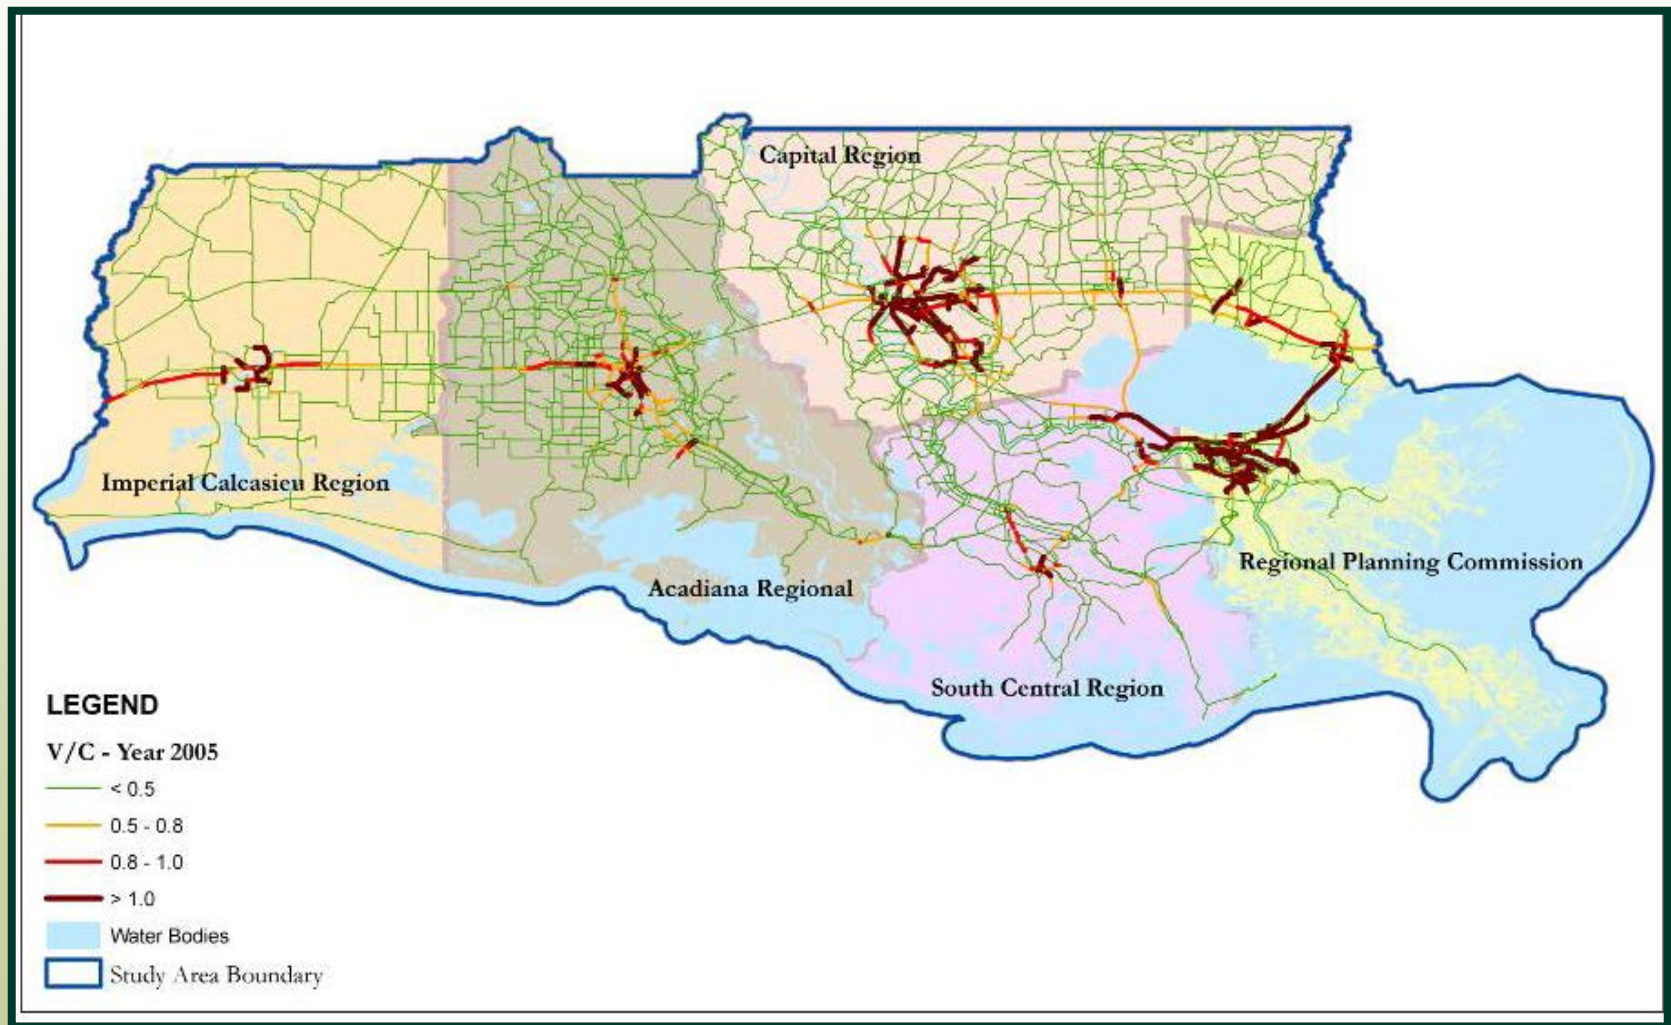 Capital Region
Imperial Calcasieu Region
Regional Planning Commission
Acadiana Regional
South Central Region
LEGEND
V/C - Year 2005
< 0.5
0.5 - 0.8
0.8 - 1.0
> 1.0
Water Bodies
Study Area Boundary